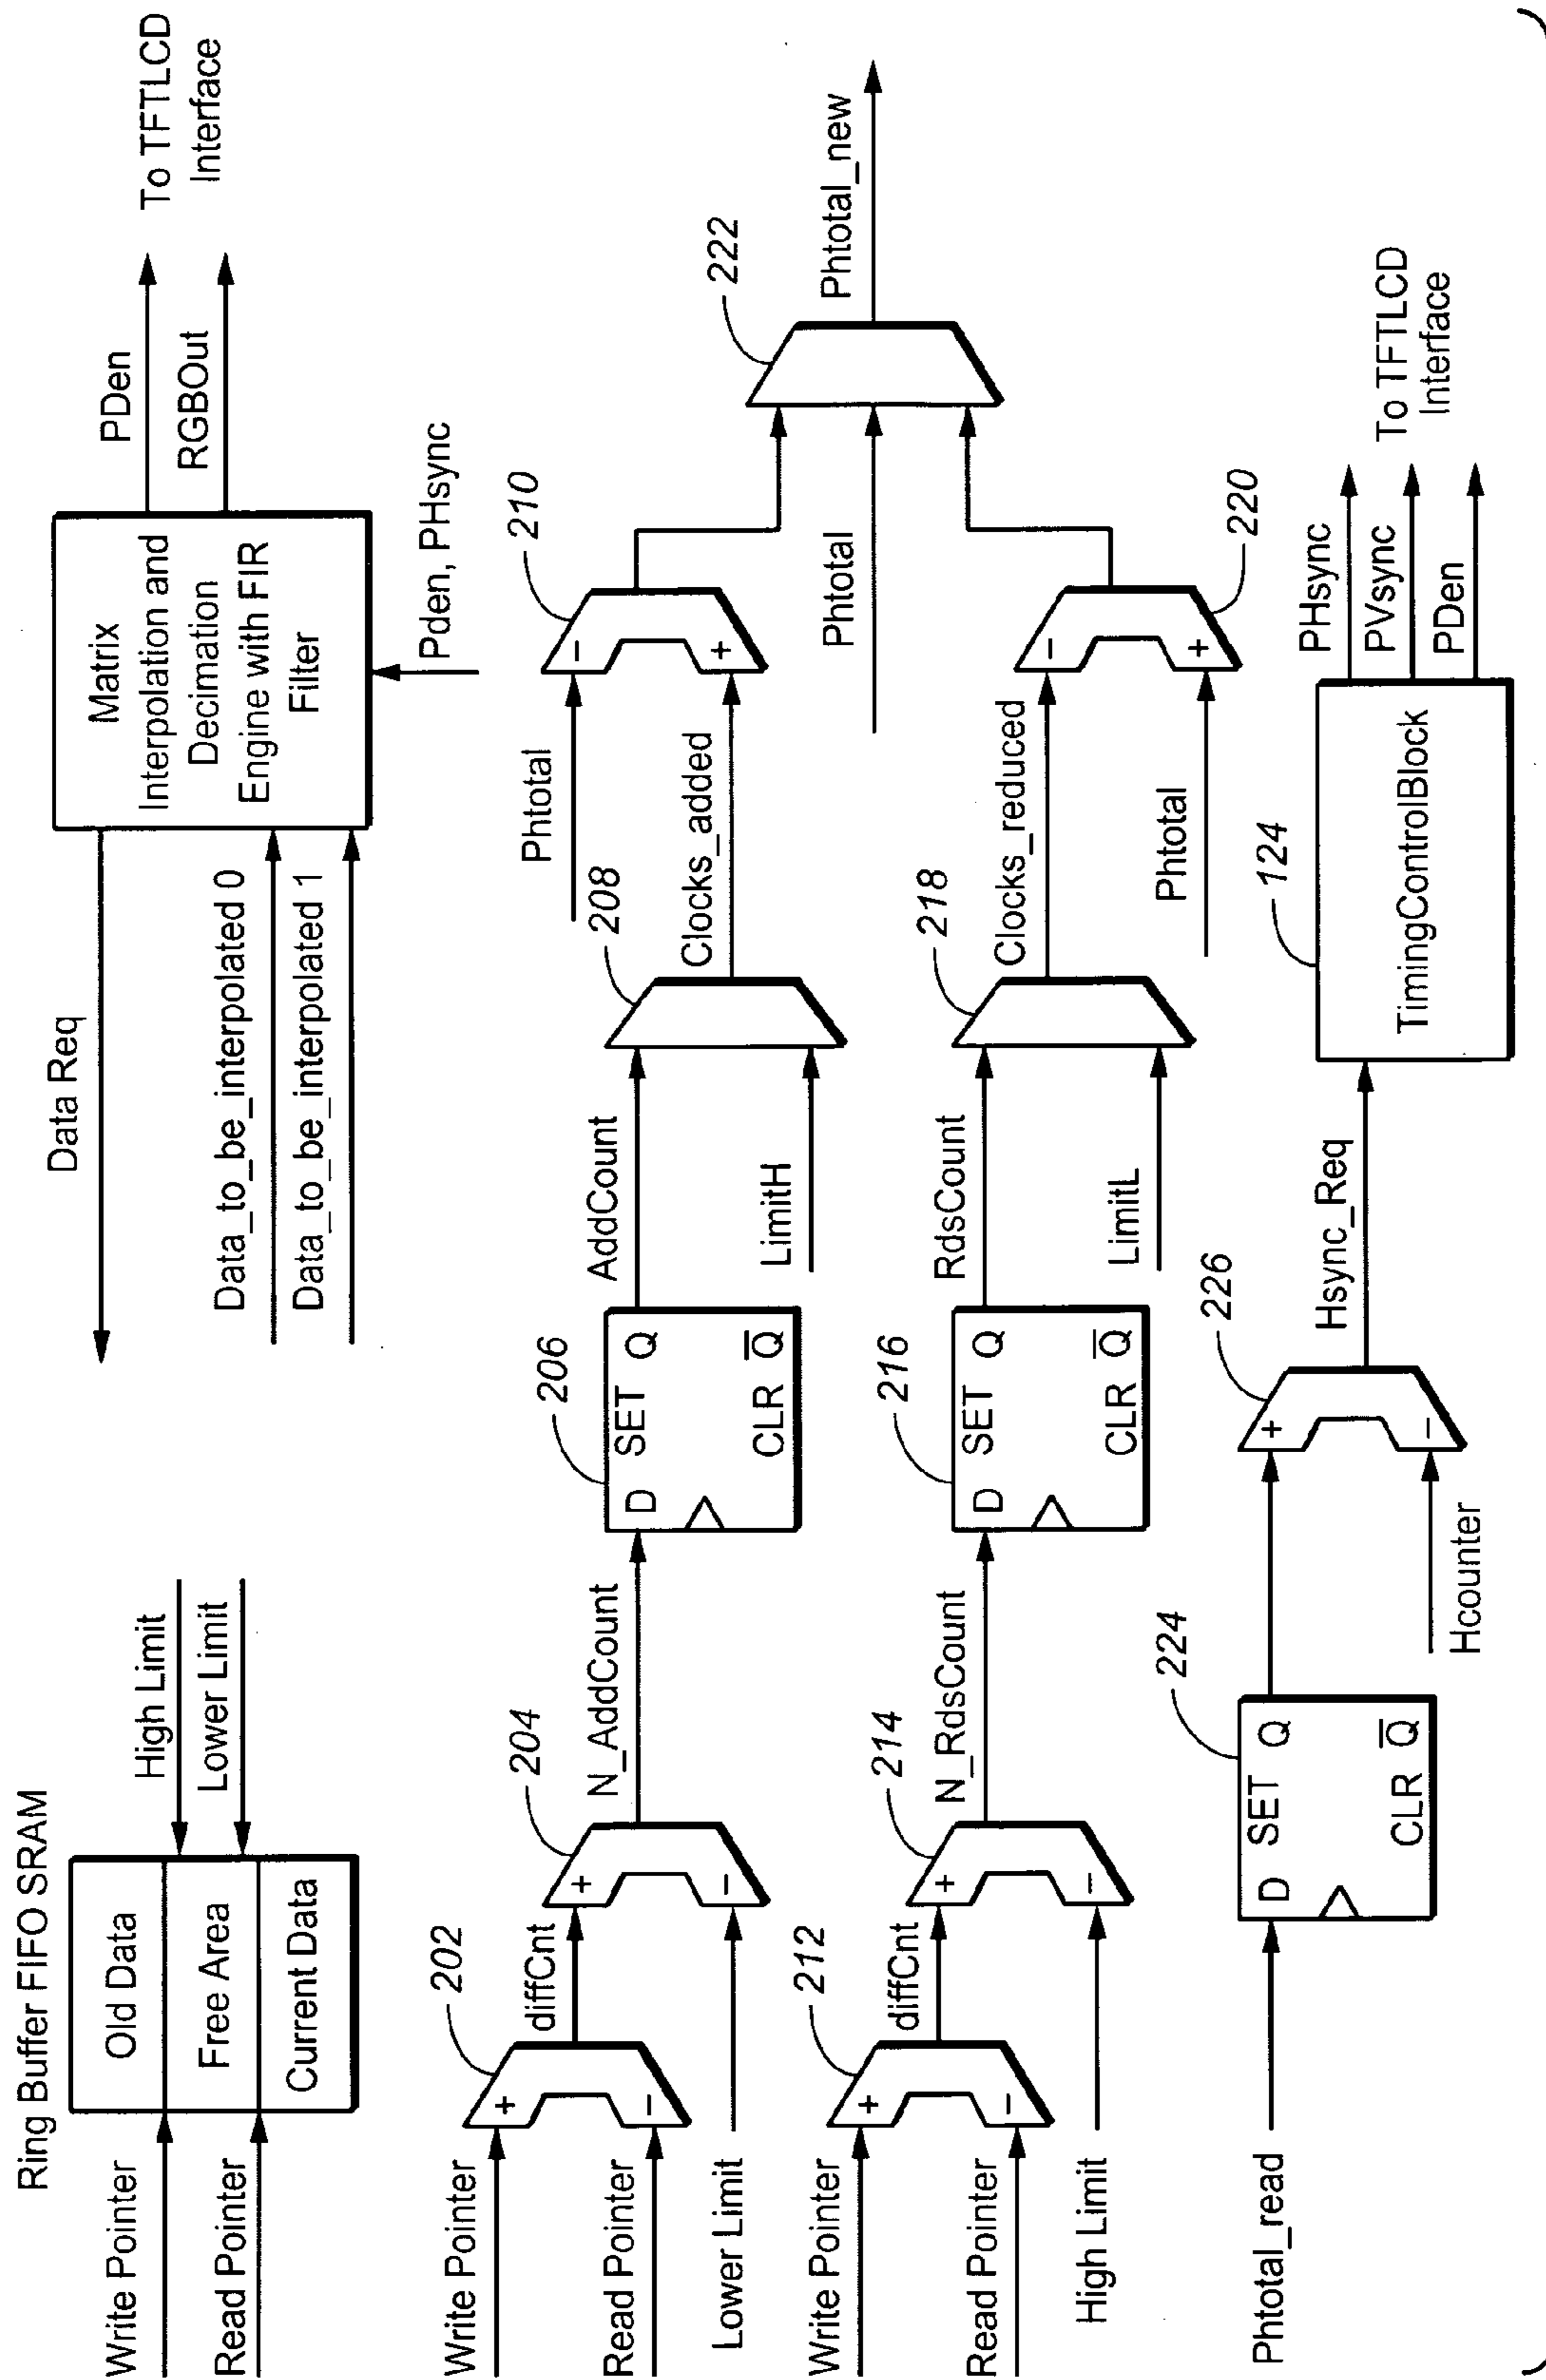 Ring Buffer FIFO SRAM
Write Pointer
Read Pointer
Old Data
Free Area
Current Data
High Limit
Lower Limit
Data Req
Data_to_be_interpolated 0
Data_to_be_interpolated 1
Matrix
Interpolation and
Decimation
Engine with FIR
Filter
PDen
RGBOut
To TFTLCD
Interface
Pden, PHsync
Write Pointer
Read Pointer
Lower Limit
+
-
202
diffCnt
+
-
204
N_AddCount
206
D SET Q
CLR Q
AddCount
LimitH
208
Clocks_added
Phtotal
-
+
210
Phtotal
222
Phtotal_new
Write Pointer
Read Pointer
High Limit
+
-
212
diffCnt
+
-
214
N_RdsCount
216
D SET Q
CLR Q
RdsCount
LimitL
218
Clocks_reduced
Phtotal
-
+
220
Phtotal_read
224
D SET Q
CLR Q
Hcounter
+
-
226
Hsync_Req
124
TimingControlBlock
PHsync
PVsync
PDen
To TFTLCD
Interface